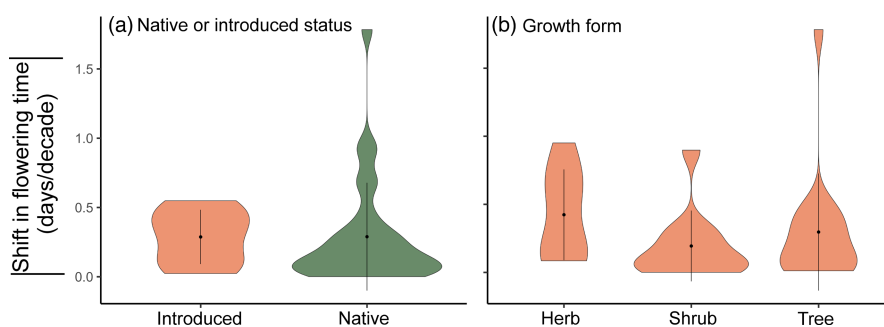 (a) Native or introduced status
(b) Growth form
|Shift in flowering time|
(days/decade)
1.5
1.0
0.5
0.0
Introduced
Native
Herb
Shrub
Tree